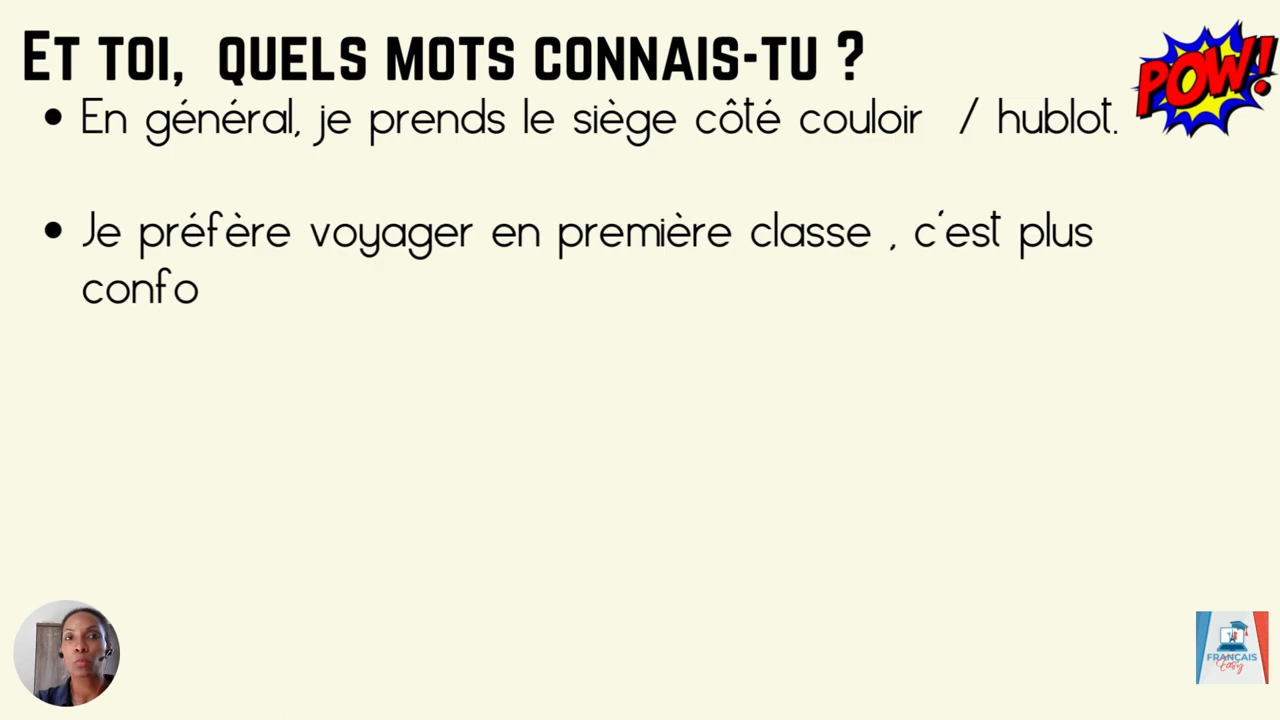 ET TOI, QUELS MOTS CONNAIS-TU ?
POW!
• En général, je prends le siège côté couloir / hublot.
• Je préfère voyager en première classe , c'est plus
confo
FRANÇAIS
Easy